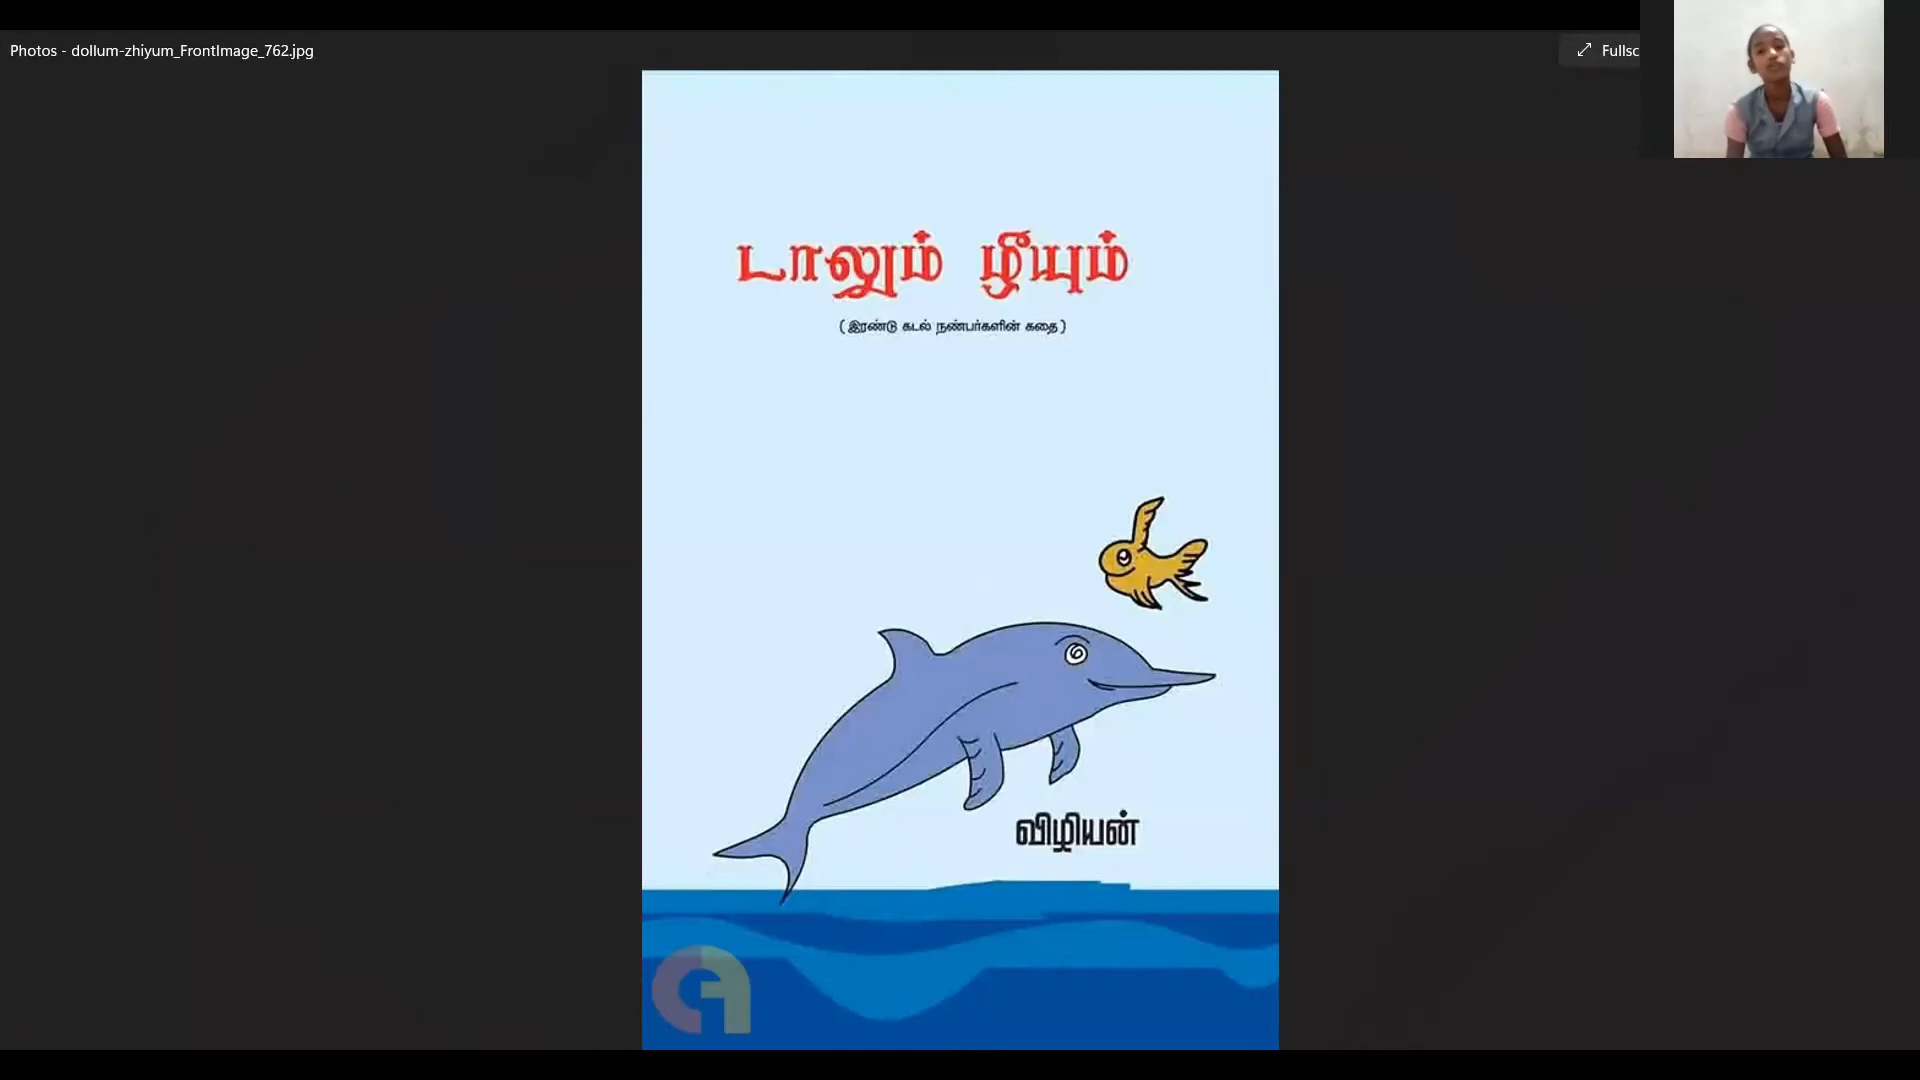 Photos - dollum-zhiyum_FrontImage_762.jpg
Fullsc
டாலும் ழீயும்
( இரண்டு கடல் நண்பர்களின் கதை )
விழியன்